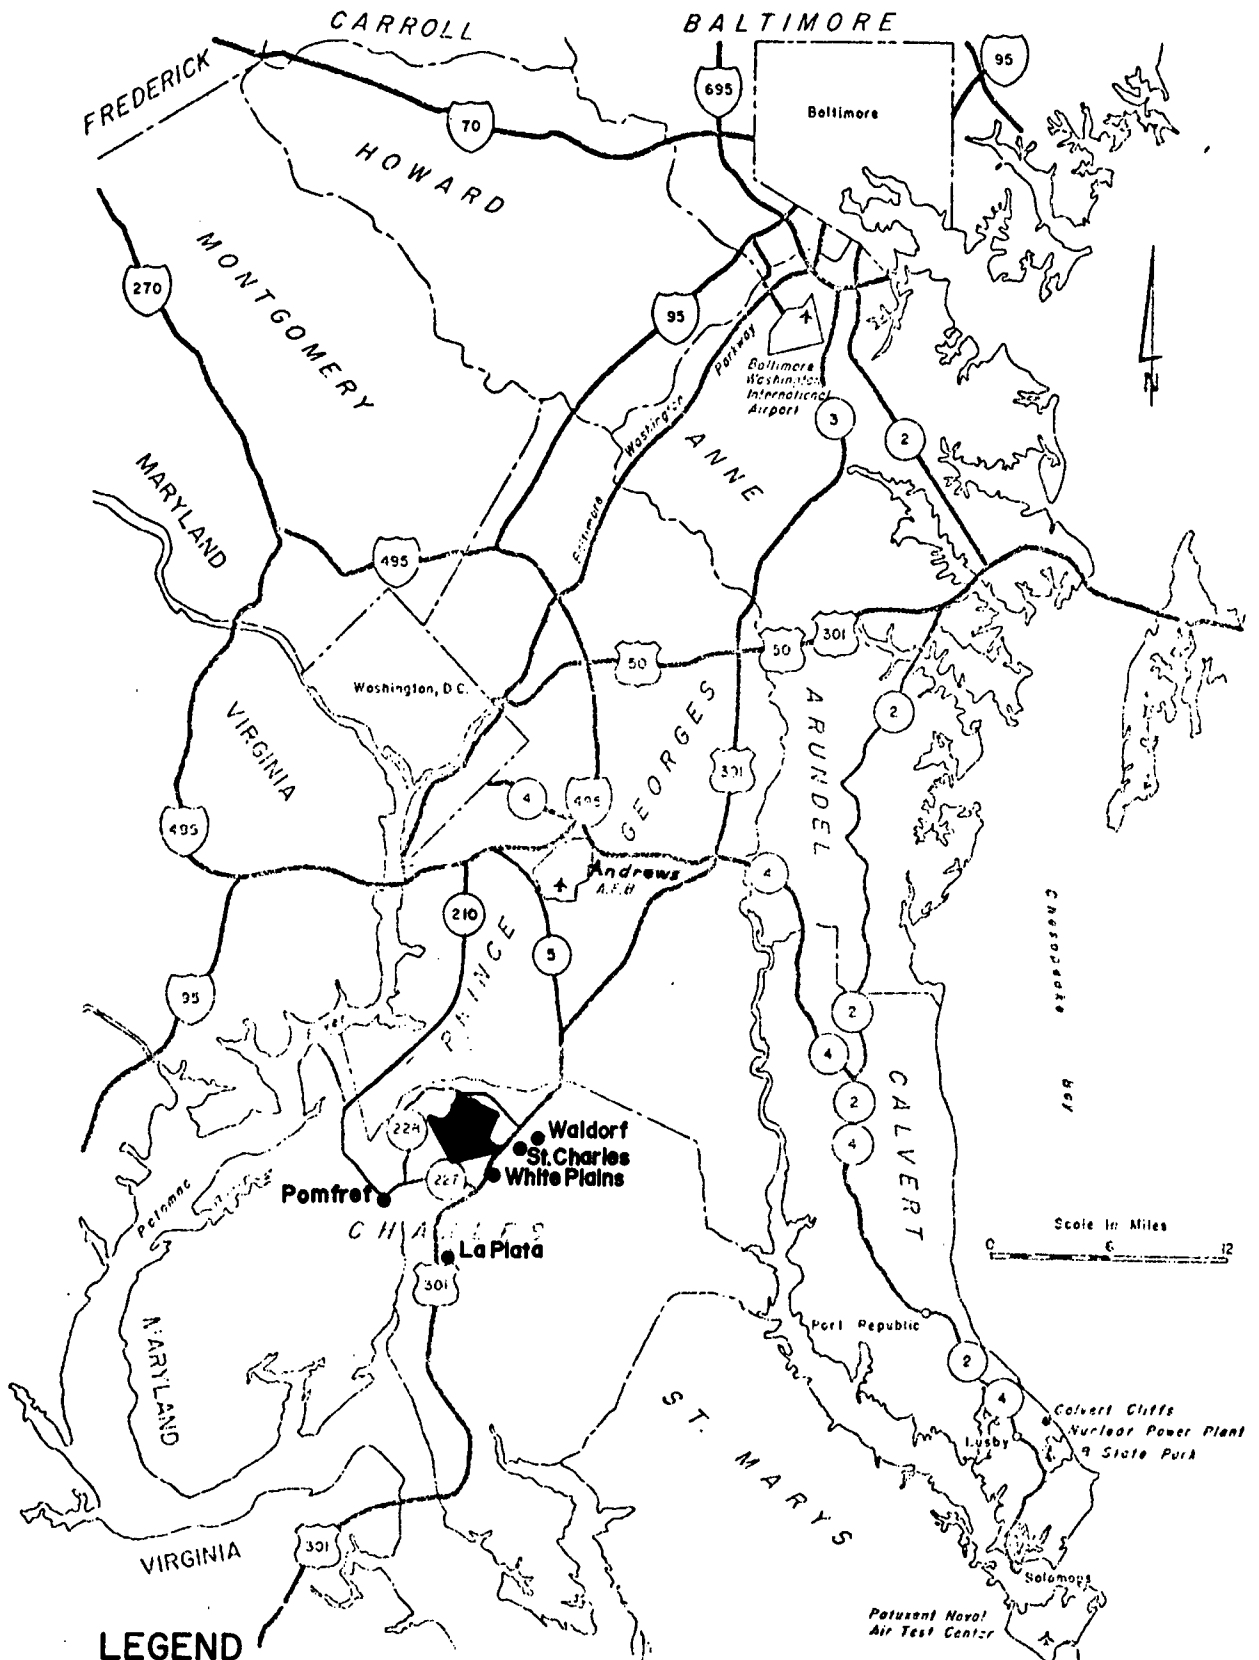 CARROLL
BALTIMORE
FREDERICK
95
695
Baltimore
70
HOWARD
MONTGOMERY
270
95
Parkway
Baltimore
Washington
International
Airport
N
3
2
Washington
ANNE
MARYLAND
Baltimore
495
301
50
50
Washington, D.C.
ARUNDEL
2
VIRGINIA
GEORGES
301
4
495
495
Andrews
A.F.B
4
Chesapeake
Bay
210
PRINCE
5
95
2
4
CALVERT
2
4
228
Waldorf
St. Charles
White Plains
227
Pomfret
Potomac
CHARLES
Scale in Miles
0 6 12
La Plata
301
Port Republic
MARYLAND
2
4
ST. MARYS
Calvert Cliffs
Nuclear Power Plant
& State Park
Lusby
301
VIRGINIA
Solomons
Patuxent Naval
Air Test Center
LEGEND